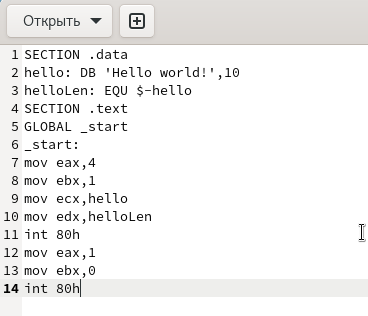 Открыть
1 SECTION .data
2 hello: DB 'Hello world!',10
3 helloLen: EQU $-hello
4 SECTION .text
5 GLOBAL _start
6 _start:
7 mov eax,4
8 mov ebx,1
9 mov ecx,hello
10 mov edx,helloLen
11 int 80h
12 mov eax,1
13 mov ebx,0
14 int 80h